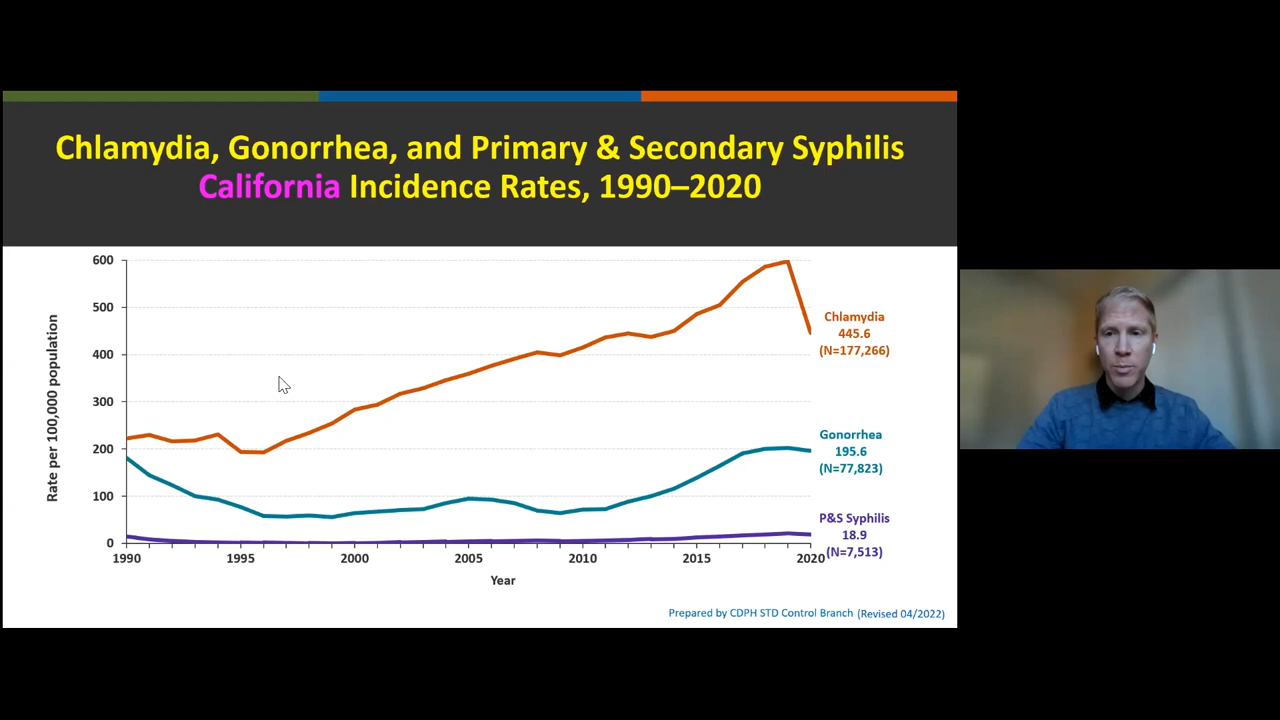 Chlamydia, Gonorrhea, and Primary & Secondary Syphilis
California Incidence Rates, 1990–2020
Rate per 100,000 population
600
500
400
300
200
100
0
1990
1995
2000
2005
2010
2015
2020
Year
Chlamydia
445.6
(N=177,266)
Gonorrhea
195.6
(N=77,823)
P&S Syphilis
18.9
(N=7,513)
Prepared by CDPH STD Control Branch (Revised 04/2022)